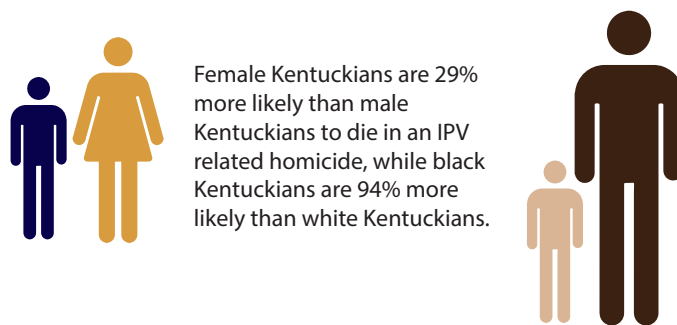 Female Kentuckians are 29%
more likely than male
Kentuckians to die in an IPV
related homicide, while black
Kentuckians are 94% more
likely than white Kentuckians.